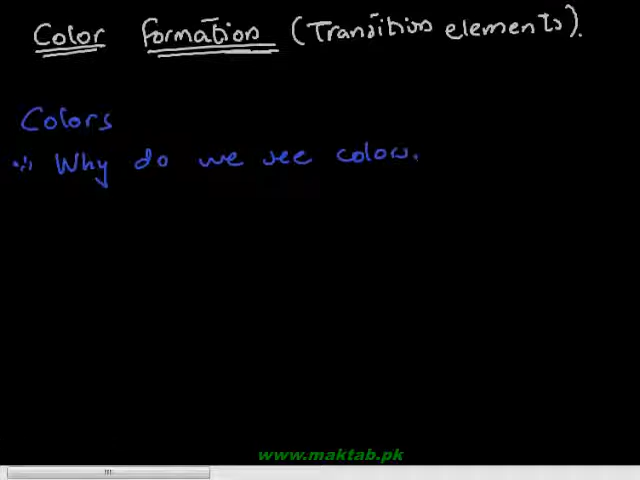 Color Formation (Transition elements).
Colors
∴ Why do we see color.
www.maktab.pk